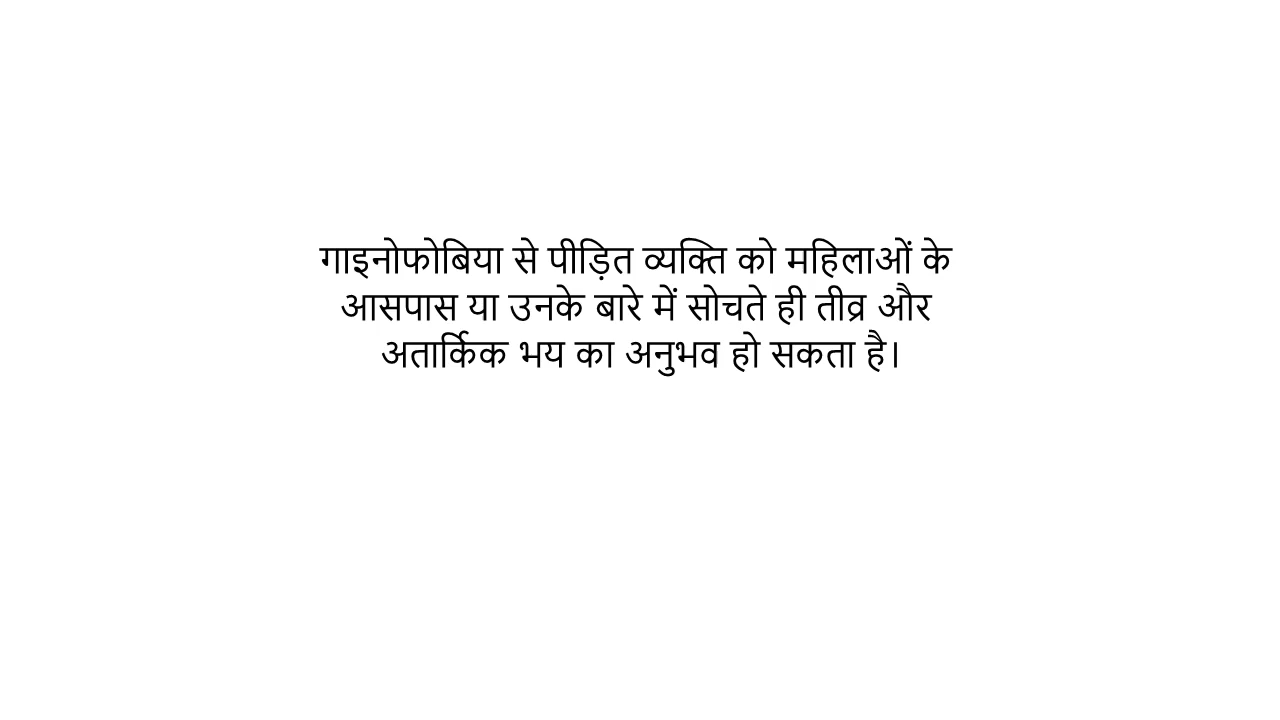 गाइनोफोबिया से पीड़ित व्यक्ति को महिलाओं के
आसपास या उनके बारे में सोचते ही तीव्र और
अतार्किक भय का अनुभव हो सकता है।